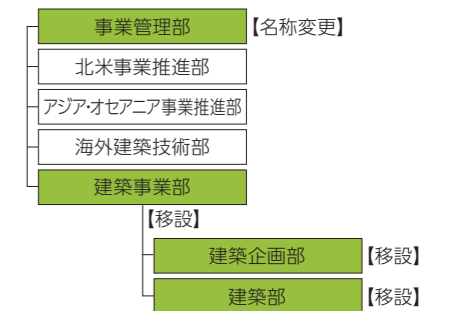 事業管理部【名称変更】
北米事業推進部
アジア・オセアニア事業推進部
海外建築技術部
建築事業部
【移設】
建築企画部【移設】
建築部【移設】